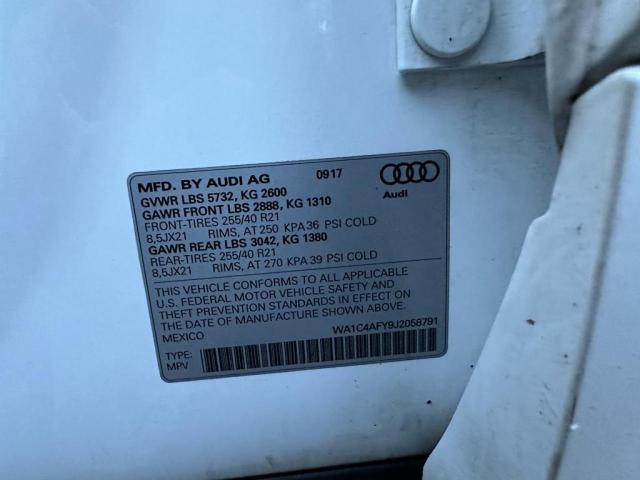 MFD. BY AUDI AG 0917
GVWR LBS 5732, KG 2600
GAWR FRONT LBS 2888, KG 1310
FRONT-TIRES 255/40 R21
8,5JX21 RIMS, AT 250 KPA 36 PSI COLD
GAWR REAR LBS 3042, KG 1380
REAR-TIRES 255/40 R21
8,5JX21 RIMS, AT 270 KPA 39 PSI COLD
Audi
THIS VEHICLE CONFORMS TO ALL APPLICABLE
U.S. FEDERAL MOTOR VEHICLE SAFETY AND
THEFT PREVENTION STANDARDS IN EFFECT ON
DATE OF MANUFACTURE SHOWN ABOVE.
MEXICO WA1C4AFY9J2058791
TYPE:
MPV